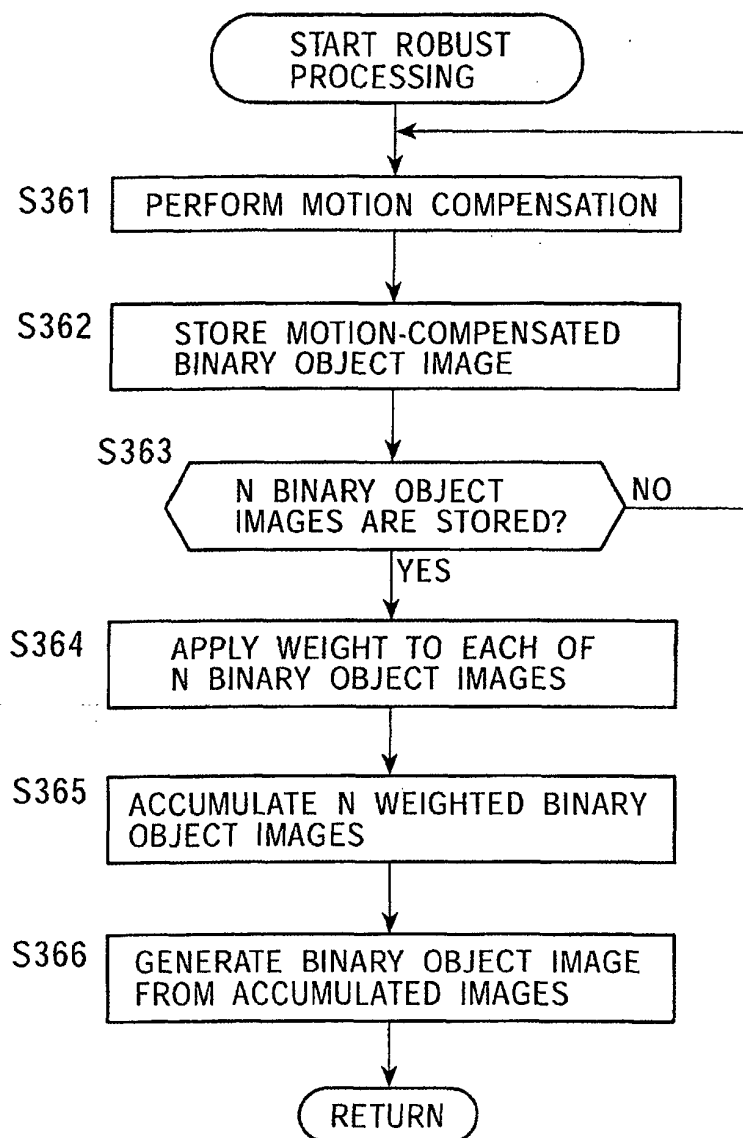 START ROBUST
PROCESSING
S361
PERFORM MOTION COMPENSATION
S362
STORE MOTION-COMPENSATED
BINARY OBJECT IMAGE
S363
N BINARY OBJECT
IMAGES ARE STORED?
NO
YES
S364
APPLY WEIGHT TO EACH OF
N BINARY OBJECT IMAGES
S365
ACCUMULATE N WEIGHTED BINARY
OBJECT IMAGES
S366
GENERATE BINARY OBJECT IMAGE
FROM ACCUMULATED IMAGES
RETURN